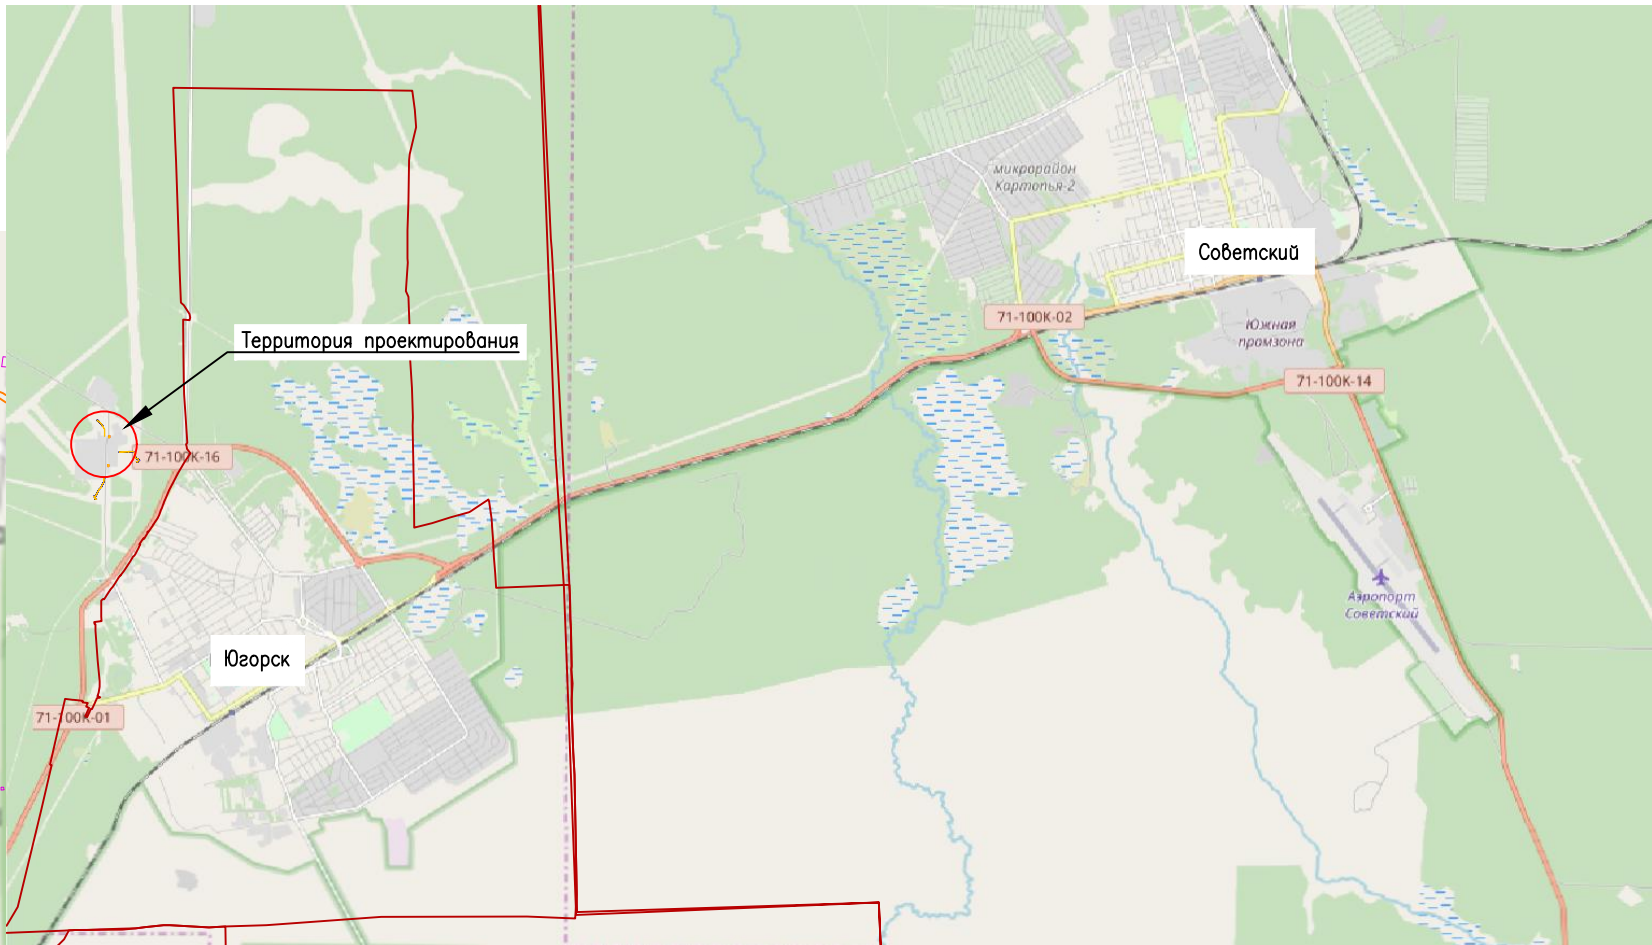 микрорайон
Картопья-2
Советский
71-100К-02
Южная
промзона
Территория проектирования
71-100К-14
71-100К-16
Аэропорт
Советский
Югорск
71-100К-01